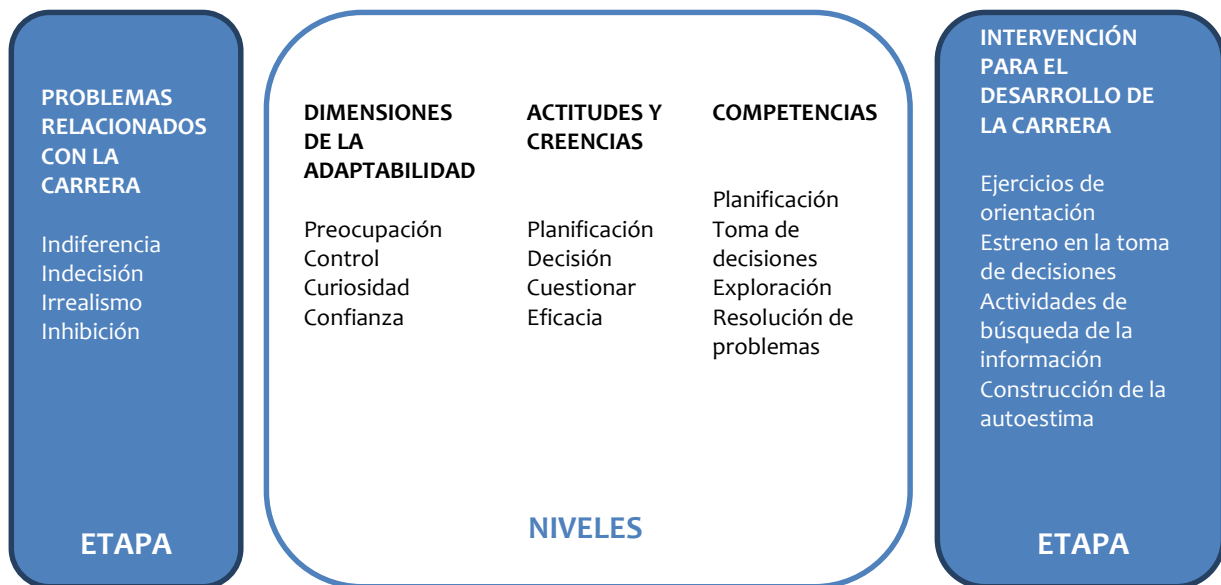 PROBLEMAS
RELACIONADOS
CON LA
CARRERA
Indiferencia
Indecisión
Irrealismo
Inhibición
ETAPA
DIMENSIONES
DE LA
ADAPTABILIDAD
Preocupación
Control
Curiosidad
Confianza
ACTITUDES Y
CREENCIAS
Planificación
Decisión
Cuestionar
Eficacia
COMPETENCIAS
Planificación
Toma de
decisiones
Exploración
Resolución de
problemas
NIVELES
INTERVENCIÓN
PARA EL
DESARROLLO DE
LA CARRERA
Ejercicios de
orientación
Estreno en la toma
de decisiones
Actividades de
búsqueda de la
información
Construcción de la
autoestima
ETAPA